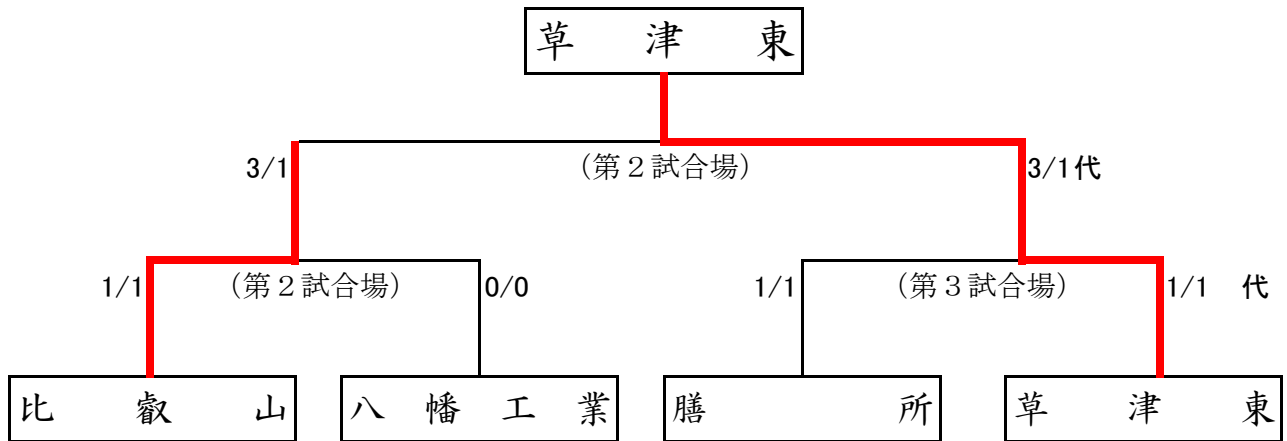 草津東
3/1 (第2試合場) 3/1代
1/1 (第2試合場) 0/0 1/1 (第3試合場) 1/1 代
比叡山 八幡工業 膳所 草津東